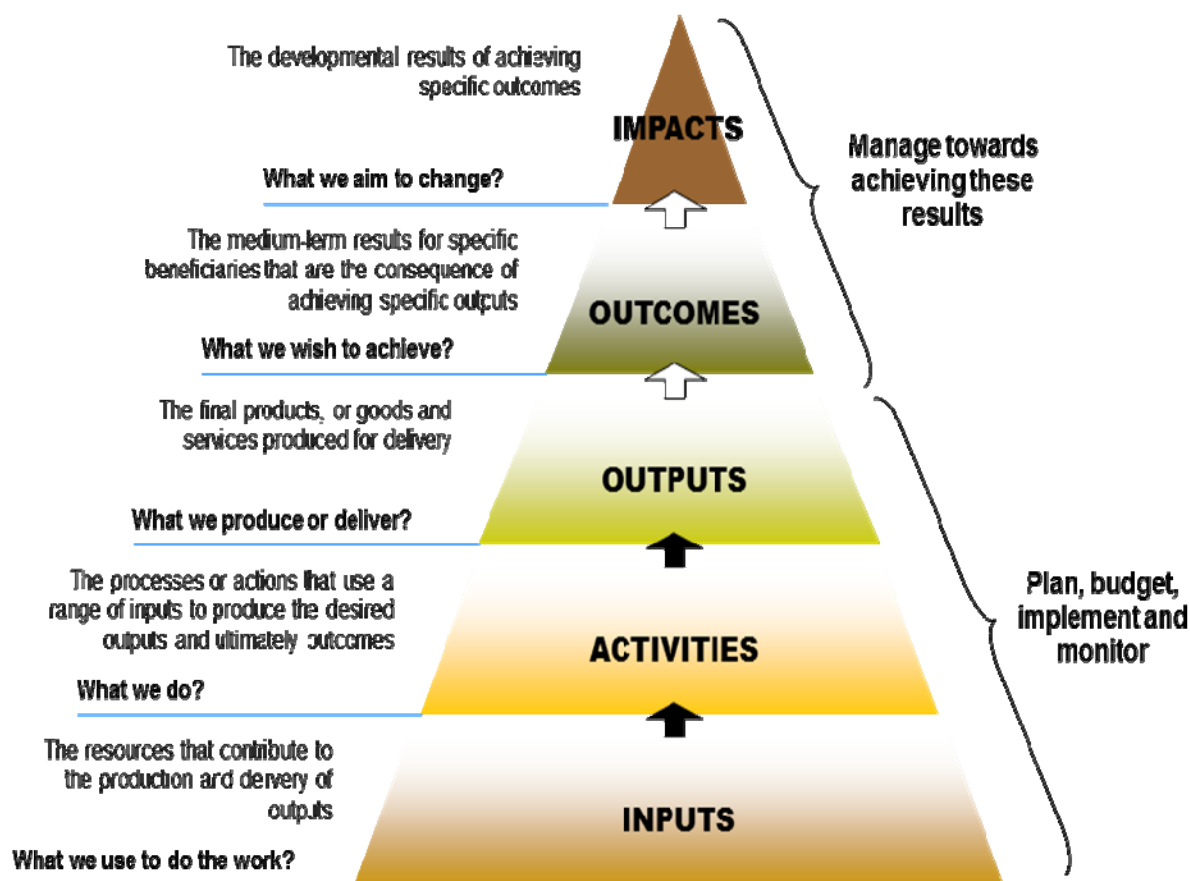 The developmental results of achieving
specific outcomes
IMPACTS
What we aim to change?
Manage towards
achieving these
results
The medium-term results for specific
beneficiaries that are the consequence of
achieving specific outputs
OUTCOMES
What we wish to achieve?
The final products, or goods and
services produced for delivery
OUTPUTS
What we produce or deliver?
The processes or actions that use a
range of inputs to produce the desired
outputs and ultimately outcomes
ACTIVITIES
Plan, budget,
implement and
monitor
What we do?
The resources that contribute to
the production and delivery of
outputs
INPUTS
What we use to do the work?